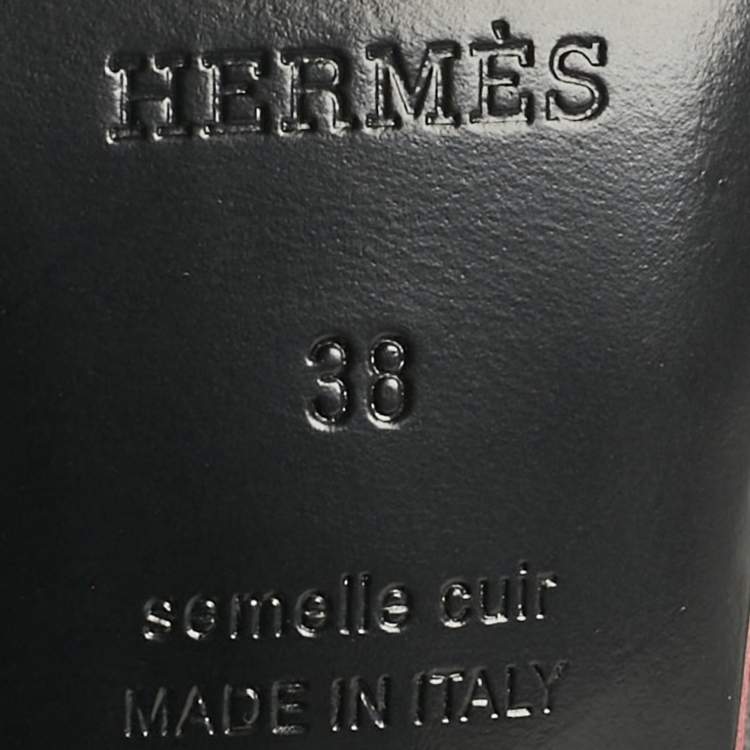 HERMÈS
38
semelle cuir
MADE IN ITALY